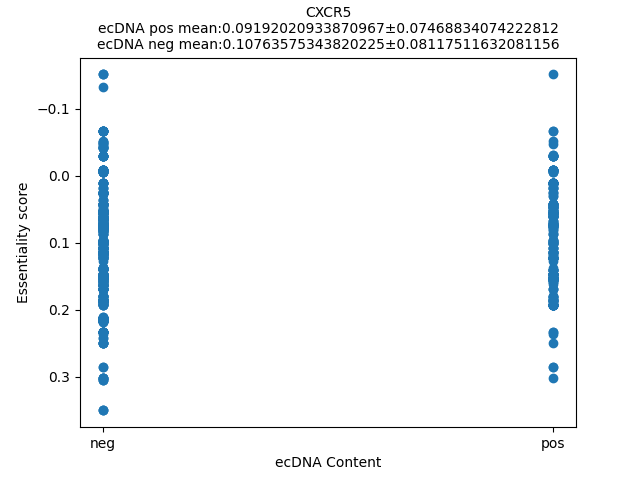 CXCR5
ecDNA pos mean:0.09192020933870967±0.07468834074222812
ecDNA neg mean:0.10763575343820225±0.08117511632081156
−0.1
0.0
0.1
0.2
0.3
Essentiality score
neg
pos
ecDNA Content